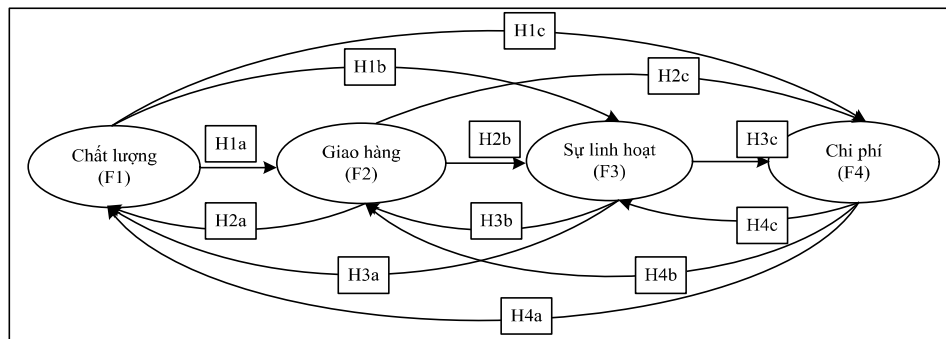 H1c
H1b
H2c
H1a
H2b
H3c
Chất lượng
(F1)
Giao hàng
(F2)
Sự linh hoạt
(F3)
Chi phí
(F4)
H2a
H3b
H4c
H3a
H4b
H4a